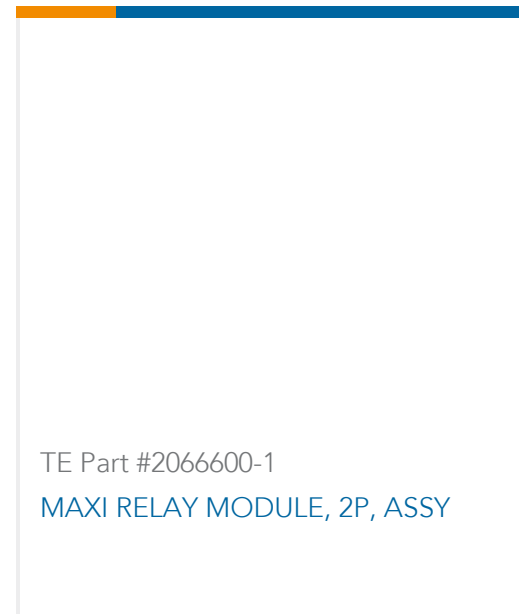 TE Part #2066600-1
MAXI RELAY MODULE, 2P, ASSY